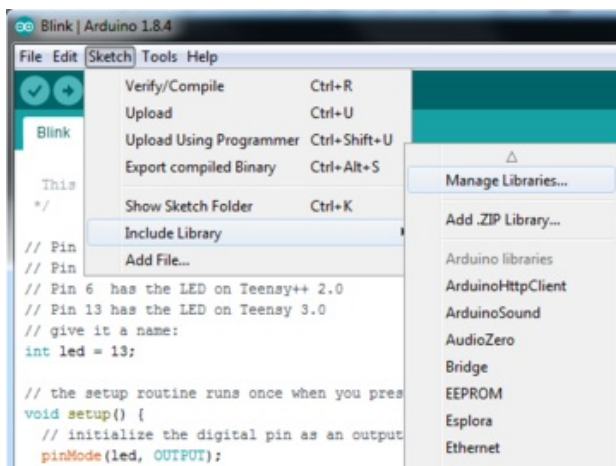 Blink | Arduino 1.8.4
File Edit Sketch Tools Help
Verify/Compile Ctrl+R
Upload Ctrl+U
Upload Using Programmer Ctrl+Shift+U
Export compiled Binary Ctrl+Alt+S
Show Sketch Folder Ctrl+K
Include Library
Add File...
Manage Libraries...
Add .ZIP Library...
Arduino libraries
ArduinoHttpClient
ArduinoSound
AudioZero
Bridge
EEPROM
Esplora
Ethernet
Blink
This
*/
// Pin
// Pin
// Pin 6 has the LED on Teensy++ 2.0
// Pin 13 has the LED on Teensy 3.0
// give it a name:
int led = 13;
// the setup routine runs once when you pres
void setup() {
// initialize the digital pin as an output
pinMode(led, OUTPUT);